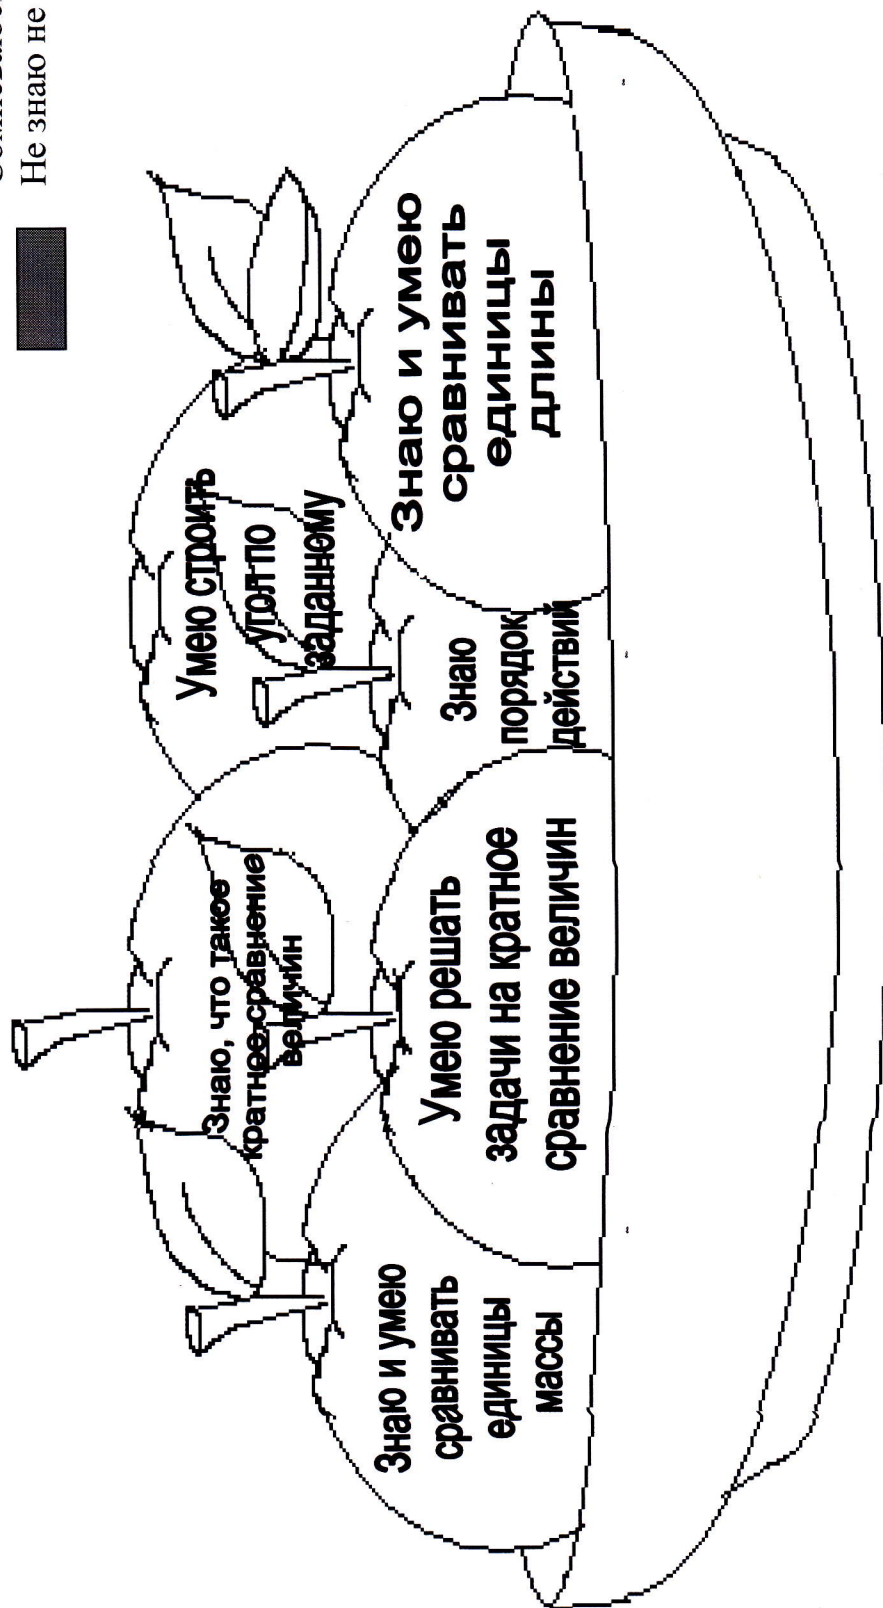 Не знаю не
Знаю, что такое
кратное сравнение
величин
Умею строить
угол по
заданному
Знаю и умею
сравнивать
единицы
массы
Умею решать
задачи на кратное
сравнение величин
Знаю
порядок
действий
Знаю и умею
сравнивать
единицы
длины